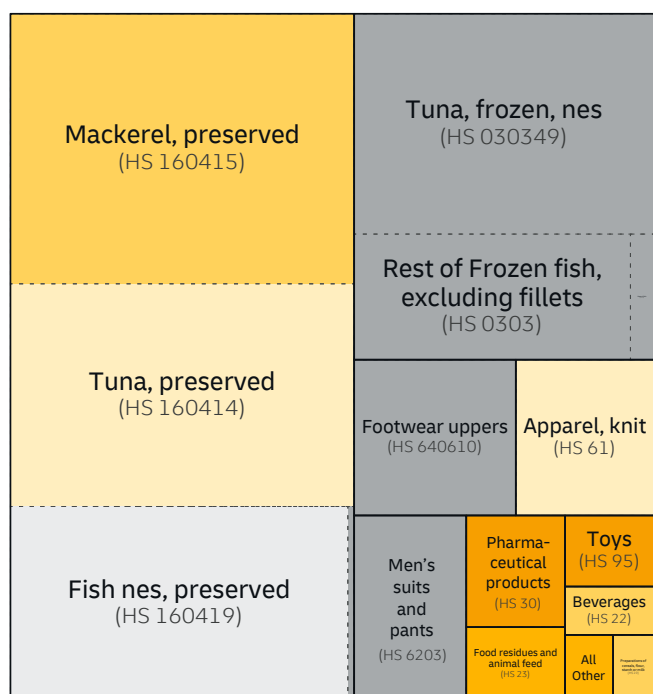 Mackerel, preserved
(HS 160415)
Tuna, preserved
(HS 160414)
Fish nes, preserved
(HS 160419)
Tuna, frozen, nes
(HS 030349)
Rest of Frozen fish,
excluding fillets
(HS 0303)
Footwear uppers
(HS 640610)
Apparel, knit
(HS 61)
Men's
suits
and
pants
(HS 6203)
Pharma-
ceutical
products
(HS 30)
Toys
(HS 95)
Beverages
(HS 22)
Food residues and
animal feed
(HS 23)
All
Other
Preparations of